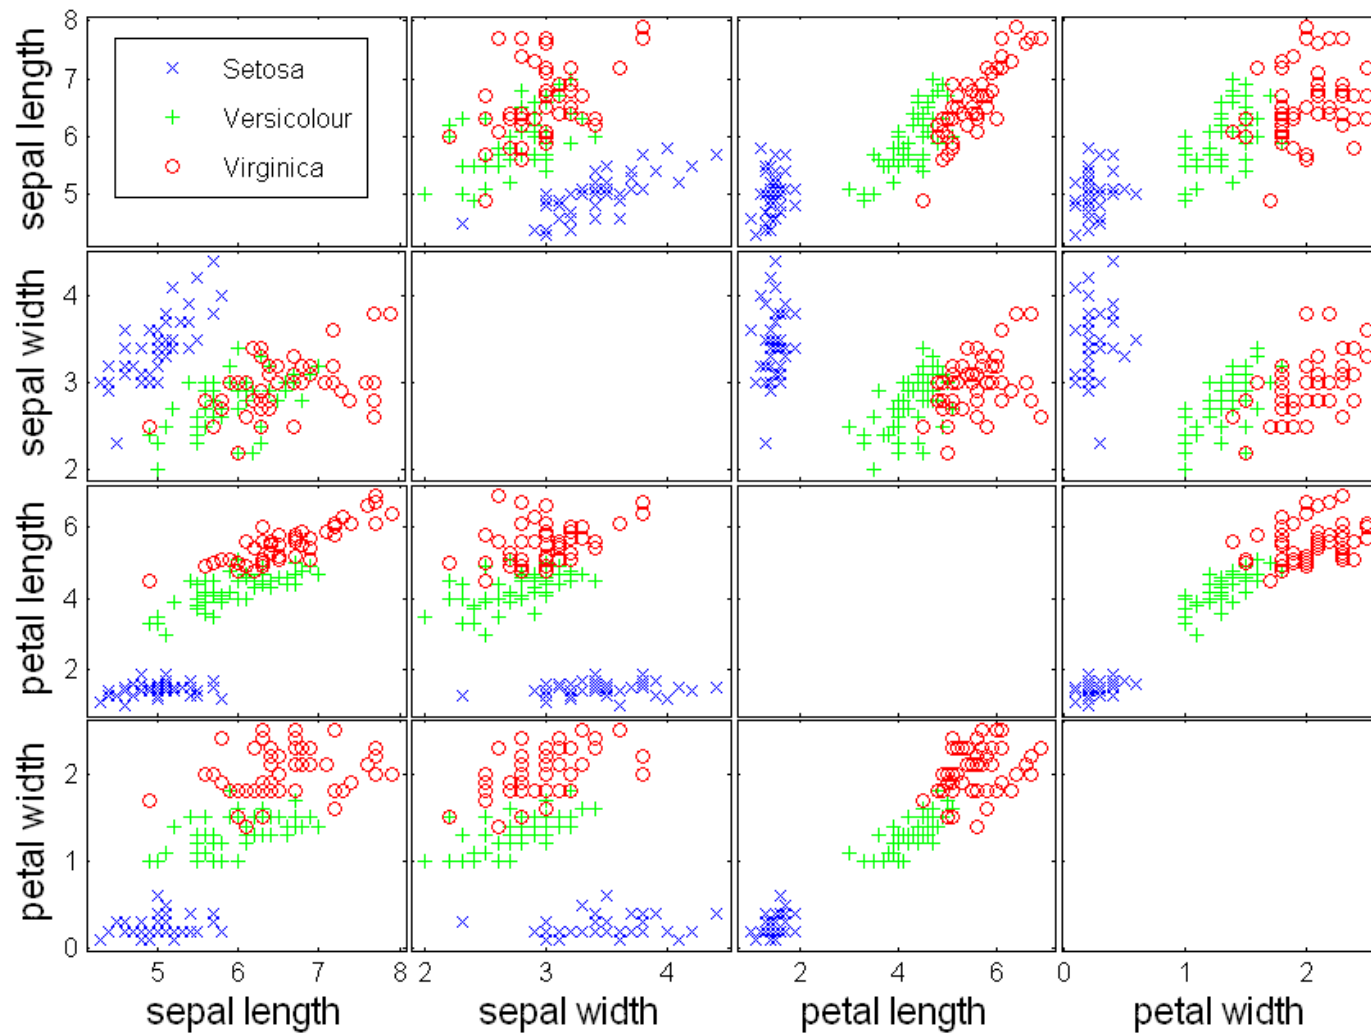 8
7
6
5
sepal length
Setosa
Versicolour
Virginica
4
3
2
sepal width
6
4
2
petal length
2
1
0
petal width
5 6 7 8 2 3 4 2 4 6 0 1 2
sepal length sepal width petal length petal width